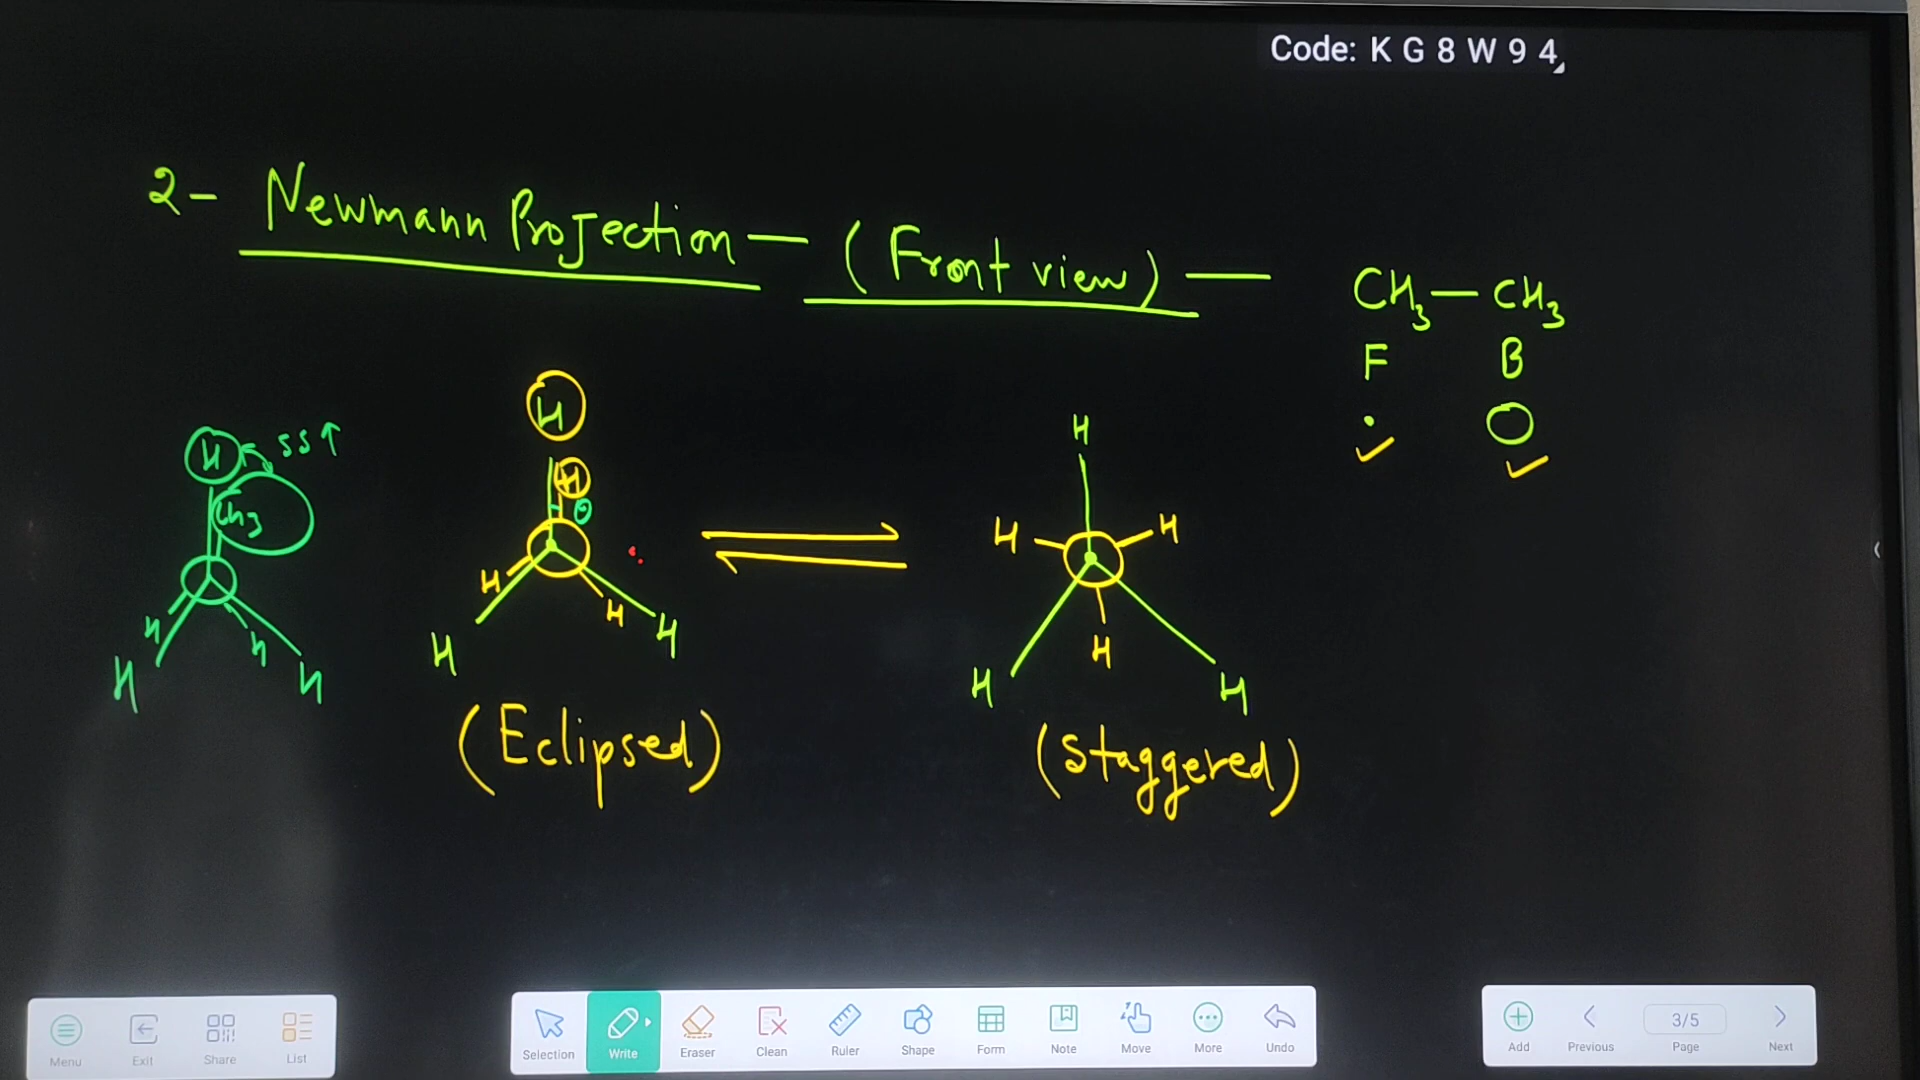 Code: K G 8 W 9 4
2- Newmann Projection — (Front view) —
CH3 — CH3
F B
H SS↑
CH3
H H
H H
H
H
θ
H H
H H
(Eclipsed)
H
H H
H
H H
(Staggered)
Menu Exit Share List
Selection Write Eraser Clean Ruler Shape Form Note Move More Undo
Add Previous 3/5 Page Next